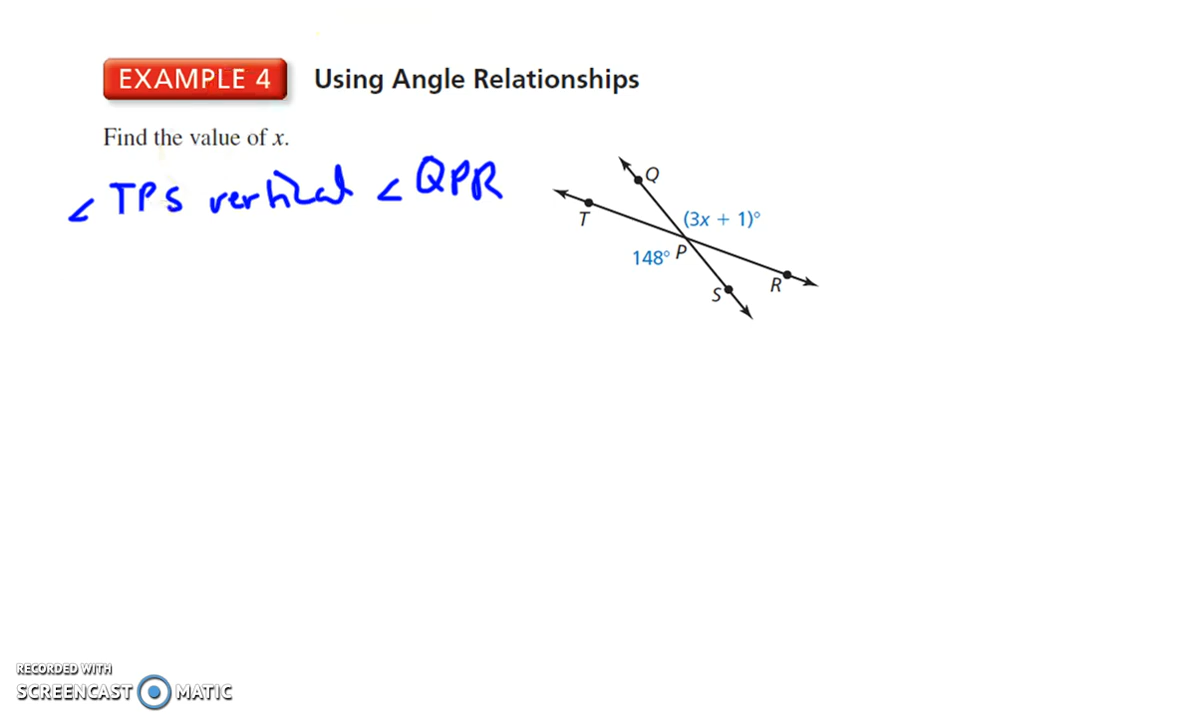 EXAMPLE 4 Using Angle Relationships
Find the value of x.
∠ TPS vertical ∠ QPR
Q
T
(3x + 1)°
148° P
S
R
RECORDED WITH
SCREENCAST MATIC